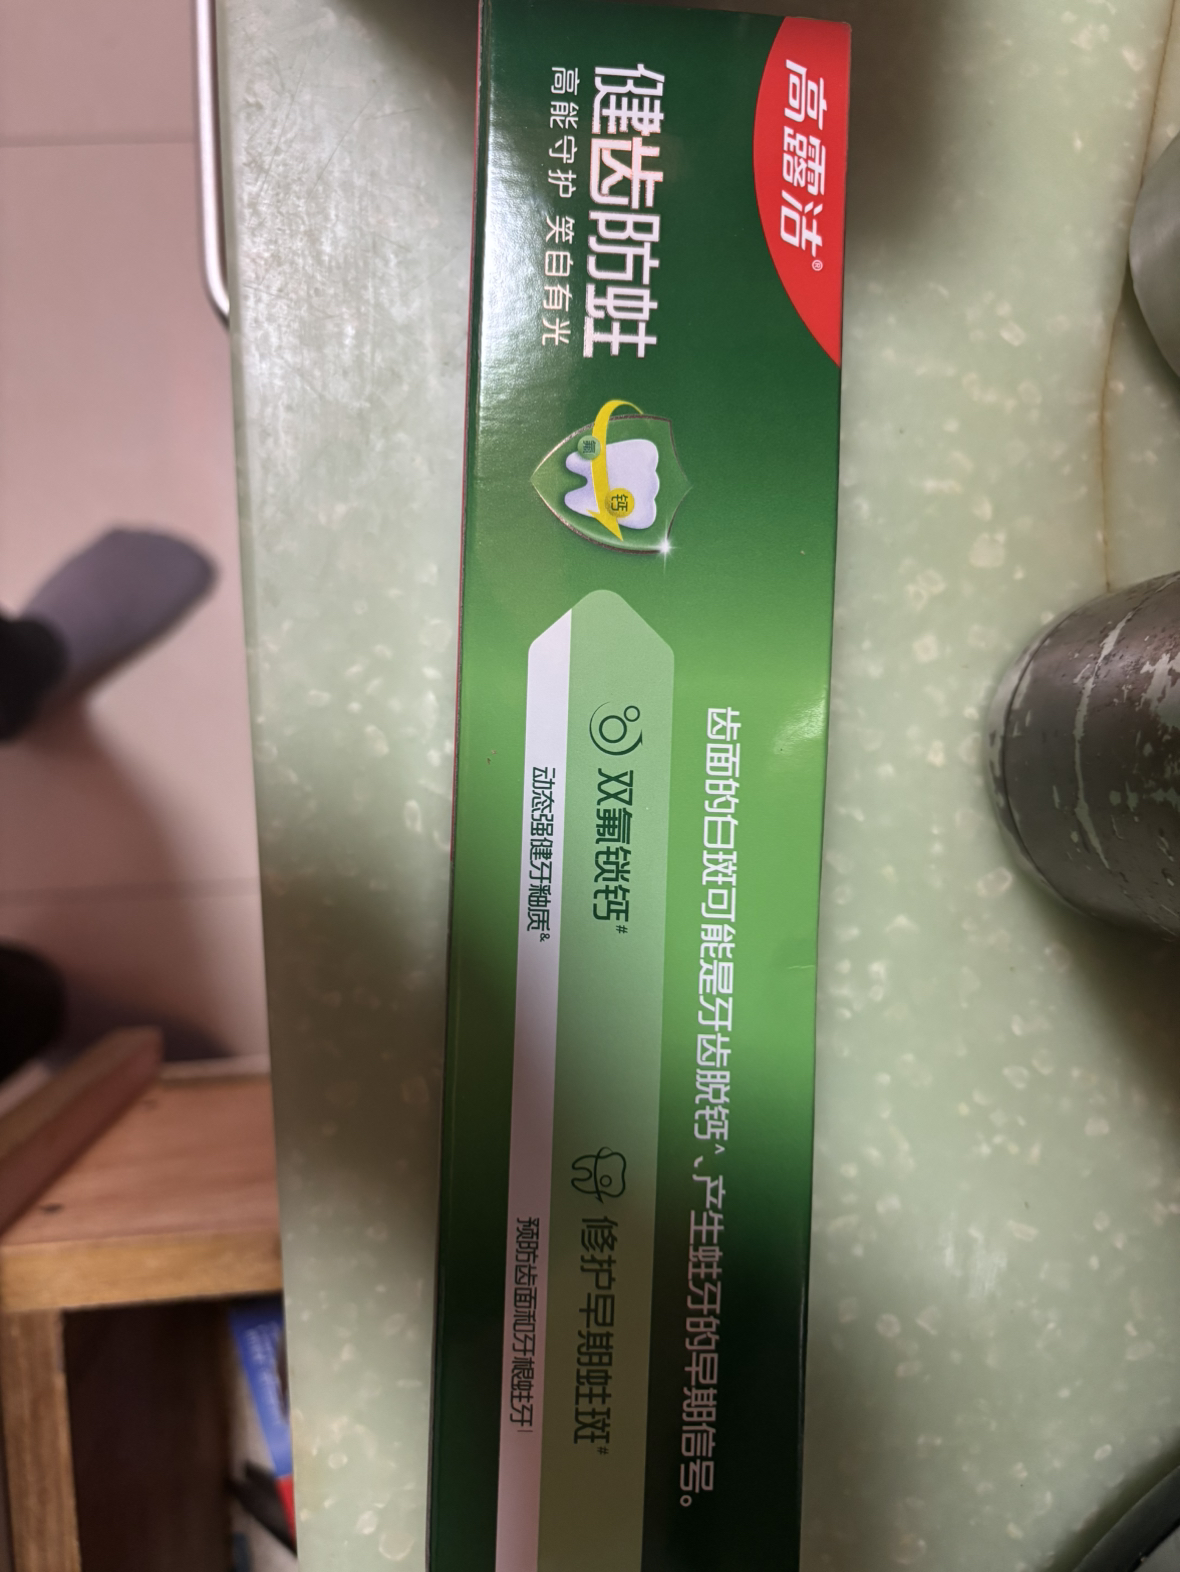 高露洁®
健齿防蛀
高能守护 笑自有光
氟
钙
齿面的白斑可能是牙齿脱钙^、产生蛀牙的早期信号。
双氟锁钙#
动态强健牙釉质&
修护早期蛀斑#
预防齿面和牙根蛀牙